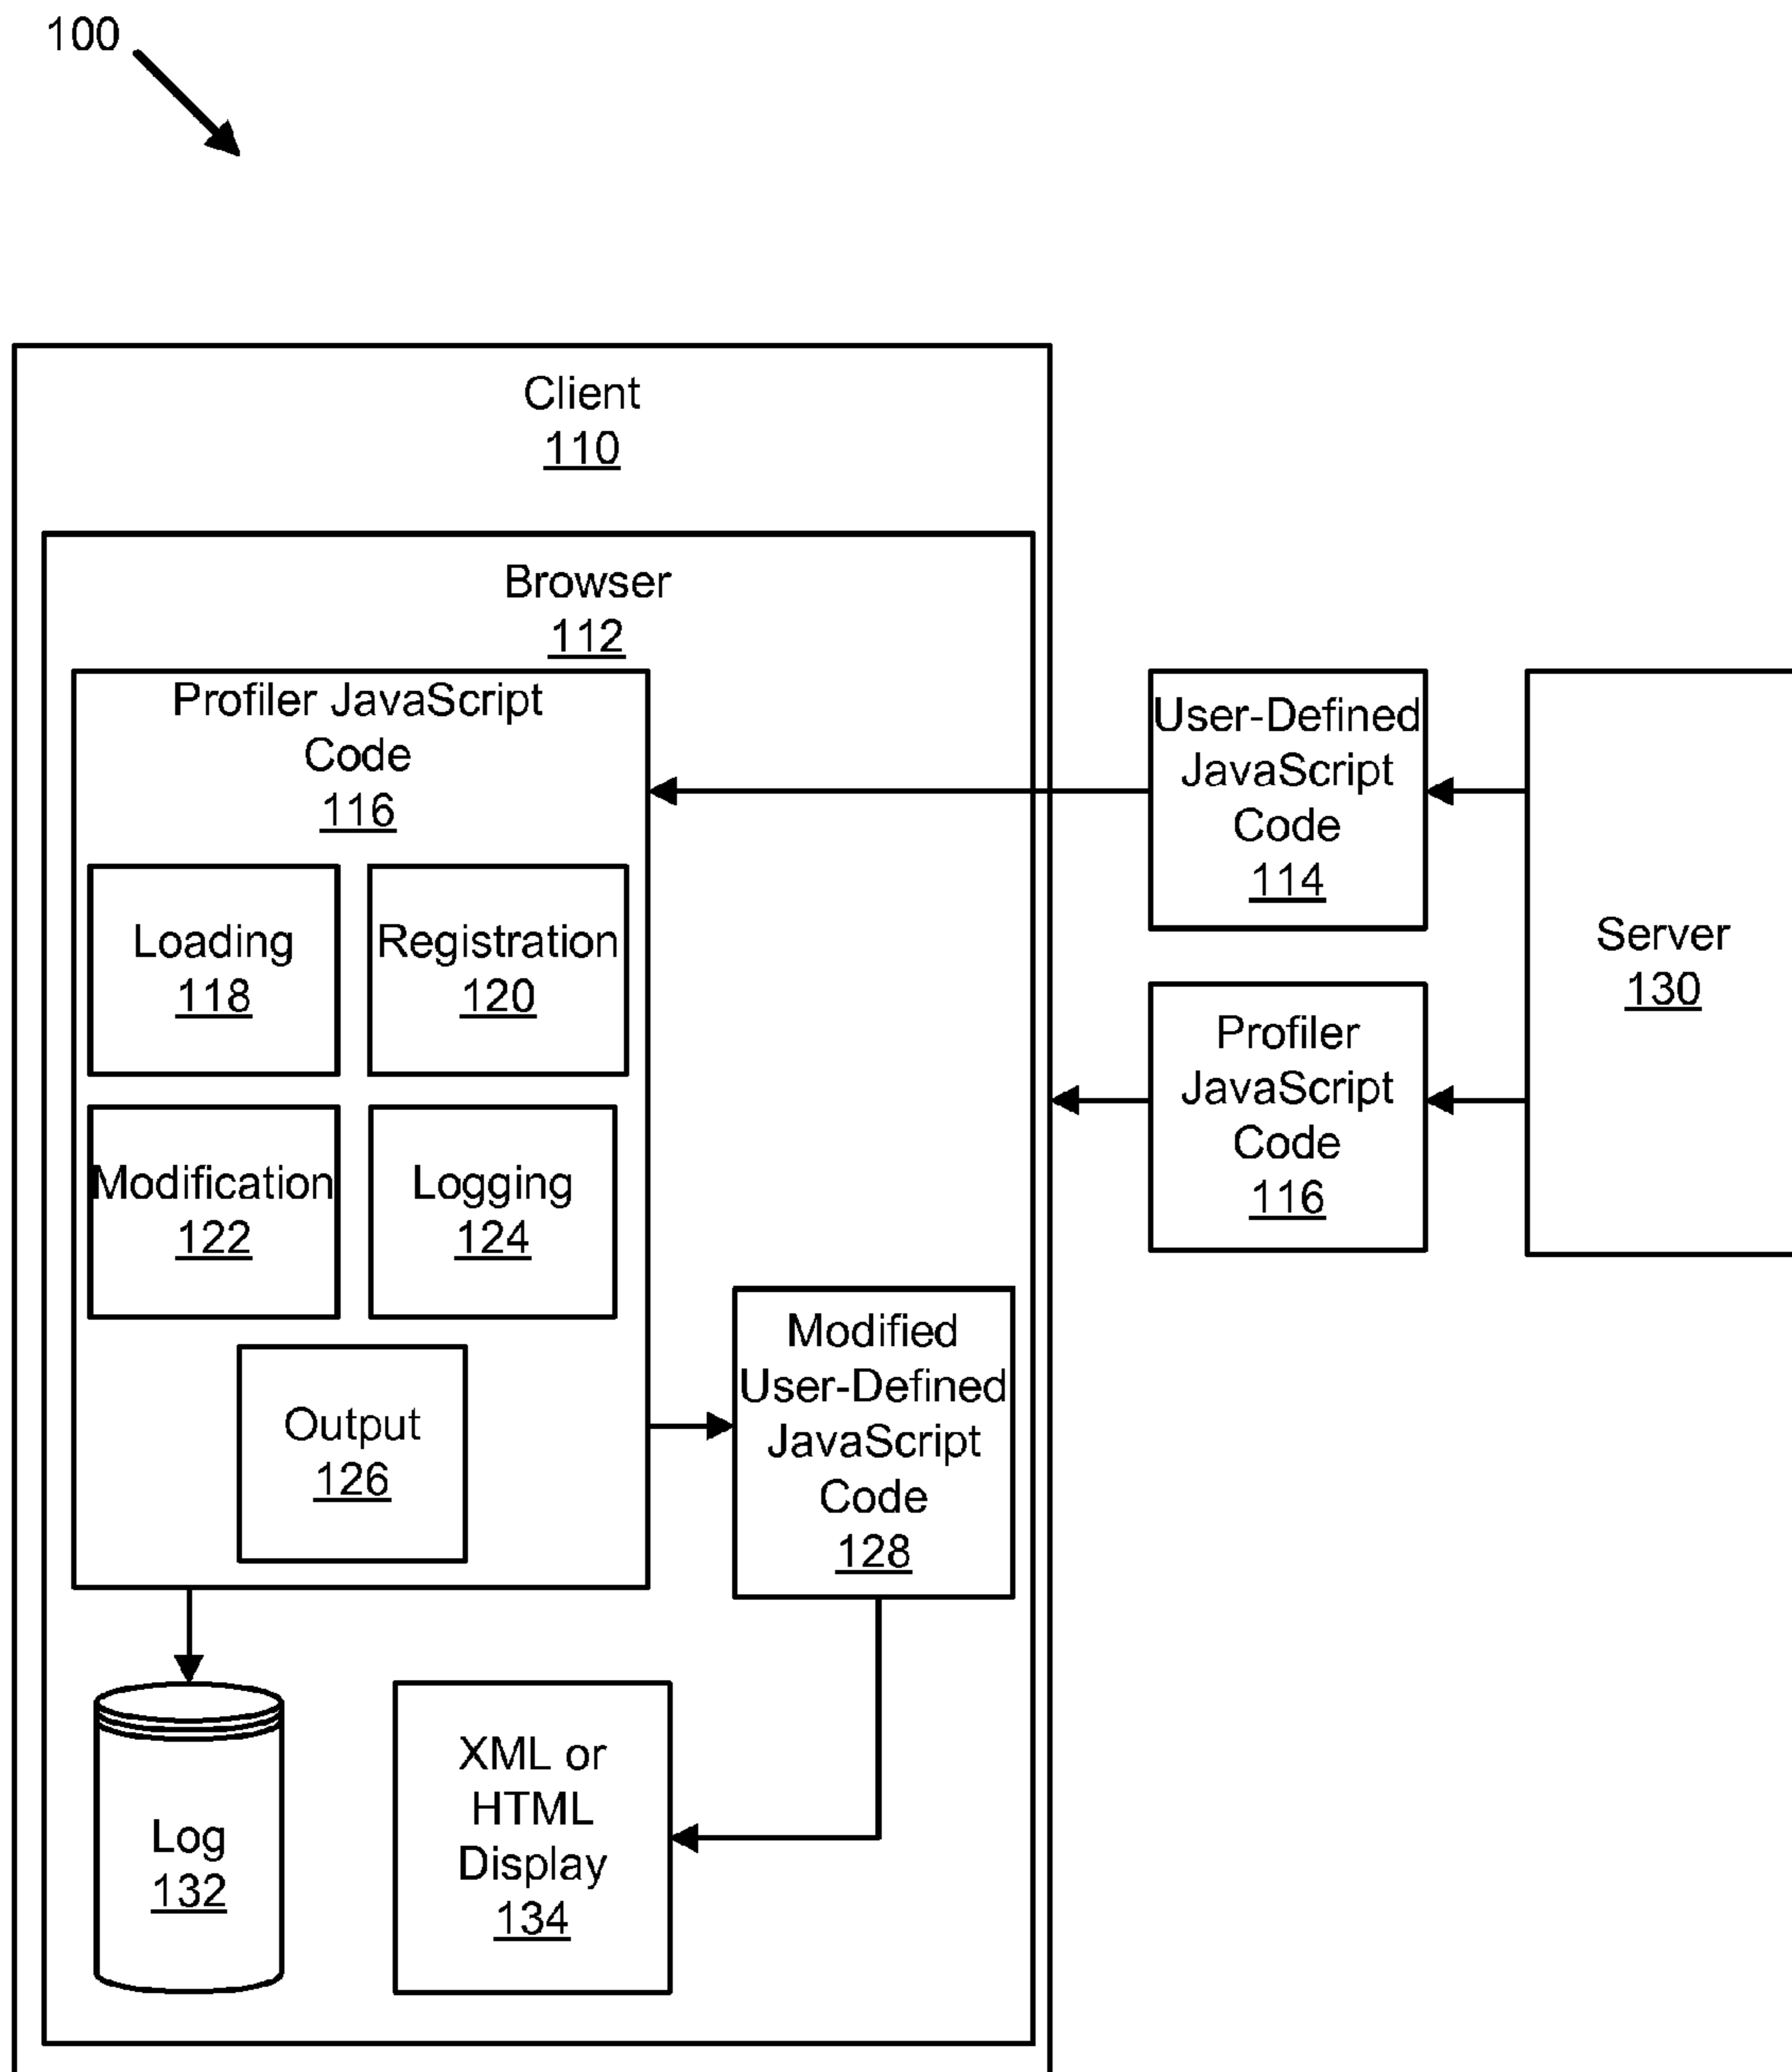 100
Client
110
Browser
112
Profiler JavaScript
Code
116
Loading
118
Registration
120
Modification
122
Logging
124
Output
126
Modified
User-Defined
JavaScript
Code
128
Log
132
XML or
HTML
Display
134
User-Defined
JavaScript
Code
114
Profiler
JavaScript
Code
116
Server
130